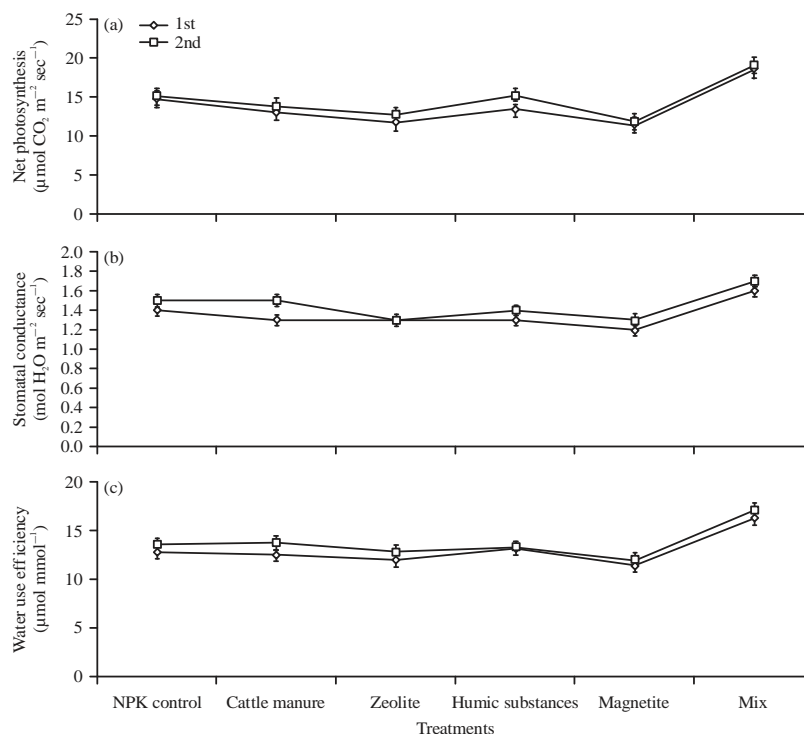 (a)
1st
2nd
Net photosynthesis
(µmol CO₂ m⁻² sec⁻¹)
25
20
15
10
5
0
(b)
Stomatal conductance
(mol H₂O m⁻² sec⁻¹)
2.0
1.8
1.6
1.4
1.2
1.0
0.8
0.6
0.4
0.2
0.0
(c)
Water use efficiency
(µmol mmol⁻¹)
20
15
10
5
0
NPK control Cattle manure Zeolite Humic substances Magnetite Mix
Treatments